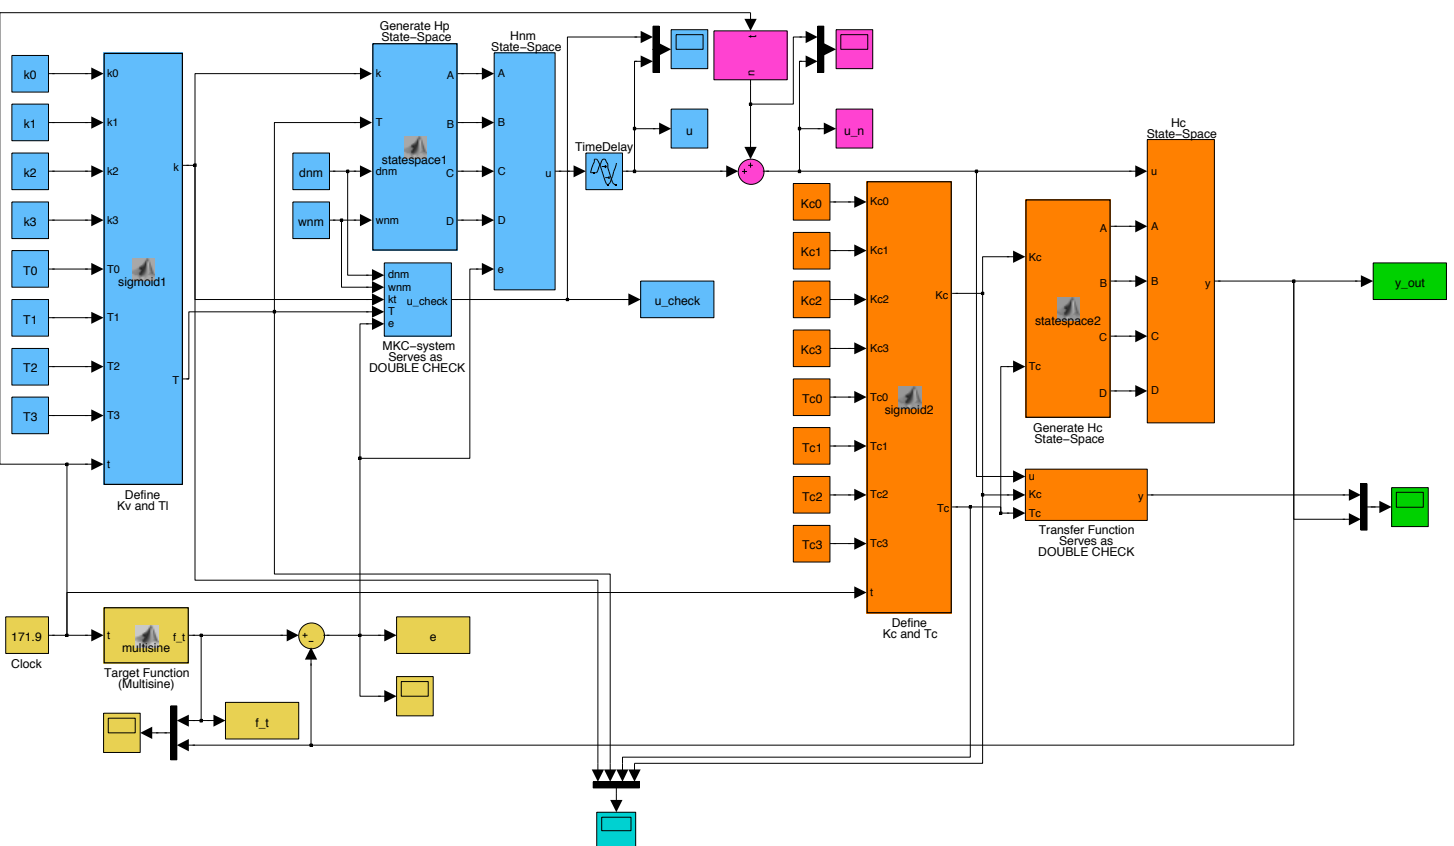 k0
k1
k2
k3
T0
T1
T2
T3
k0
k1
k2
k3
T0
T1
T2
T3
t
k
T
sigmoid1
Define
Kv and Tl
Generate Hp
State-Space
k
T
dnm
wnm
A
B
C
D
statespace1
dnm
wnm
Hnm
State-Space
A
B
C
D
e
u
dnm
wnm
kt
T
e
u_check
MKC-system
Serves as
DOUBLE CHECK
TimeDelay
u
u_check
t
n
u_n
+
+
Kc0
Kc1
Kc2
Kc3
Tc0
Tc1
Tc2
Tc3
Kc0
Kc1
Kc2
Kc3
Tc0
Tc1
Tc2
Tc3
t
Kc
Tc
sigmoid2
Define
Kc and Tc
Kc
Tc
A
B
C
D
statespace2
Generate Hc
State-Space
Hc
State-Space
u
A
B
C
D
y
u
Kc
Tc
y
Transfer Function
Serves as
DOUBLE CHECK
y_out
171.9
Clock
t
f_t
multisine
Target Function
(Multisine)
+
-
e
f_t